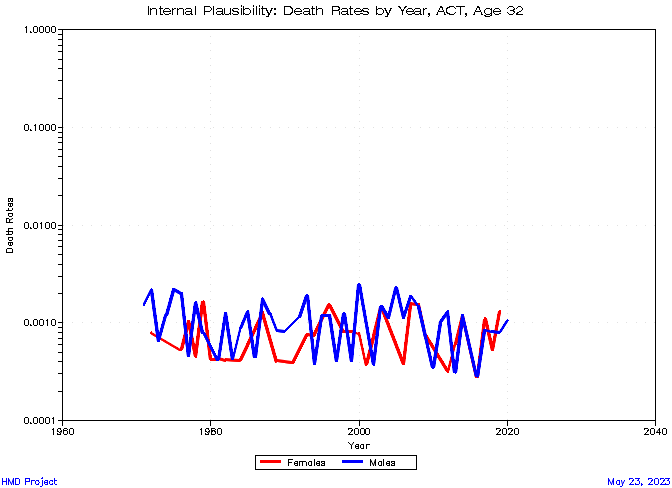 Internal Plausibility: Death Rates by Year, ACT, Age 32
1.0000
0.1000
0.0100
0.0010
0.0001
Death Rates
1960
1980
2000
2020
2040
Year
Females
Males
HMD Project
May 23, 2023